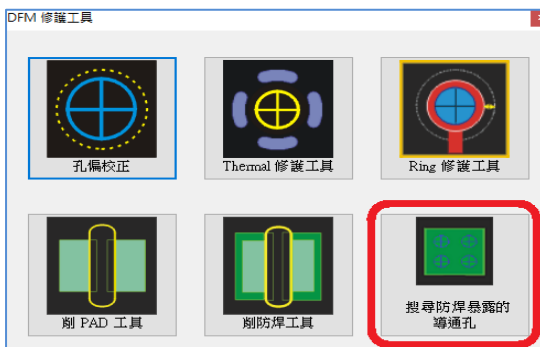 DFM 修護工具
孔偏校正
Thermal 修護工具
Ring 修護工具
削 PAD 工具
削防焊工具
搜尋防焊暴露的
導通孔